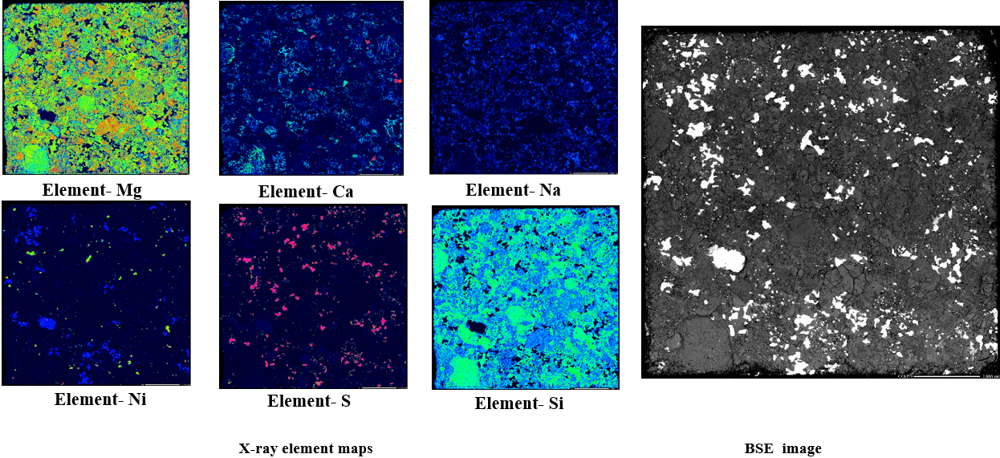 Element- Mg
Element- Ca
Element- Na
Element- Ni
Element- S
Element- Si
X-ray element maps
BSE  image